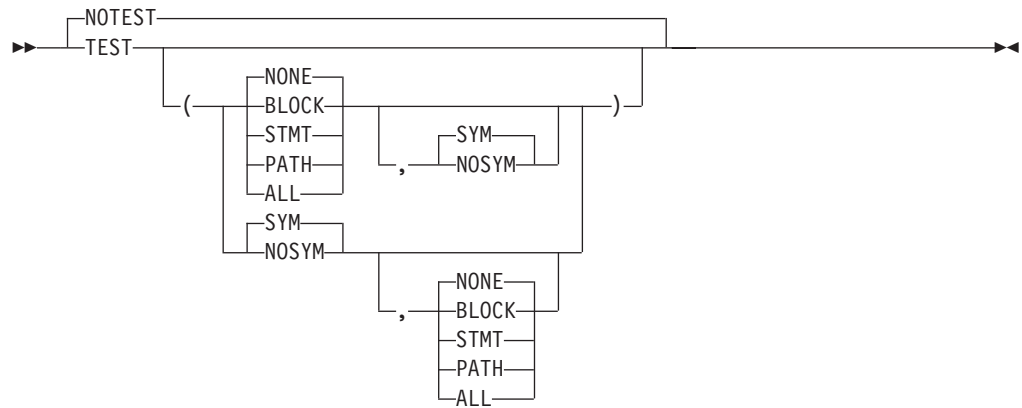 NOTEST
TEST
NONE
( BLOCK )
STMT SYM
PATH , NOSYM
ALL
SYM
NOSYM
NONE
, BLOCK
STMT
PATH
ALL